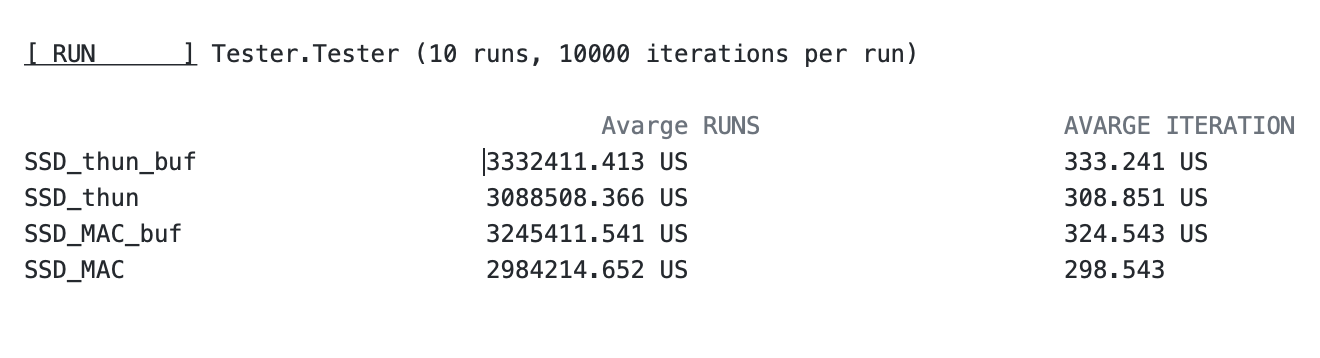 [ RUN      ] Tester.Tester (10 runs, 10000 iterations per run)
Avarge RUNS AVARGE ITERATION
SSD_thun_buf 3332411.413 US 333.241 US
SSD_thun 3088508.366 US 308.851 US
SSD_MAC_buf 3245411.541 US 324.543 US
SSD_MAC 2984214.652 US 298.543